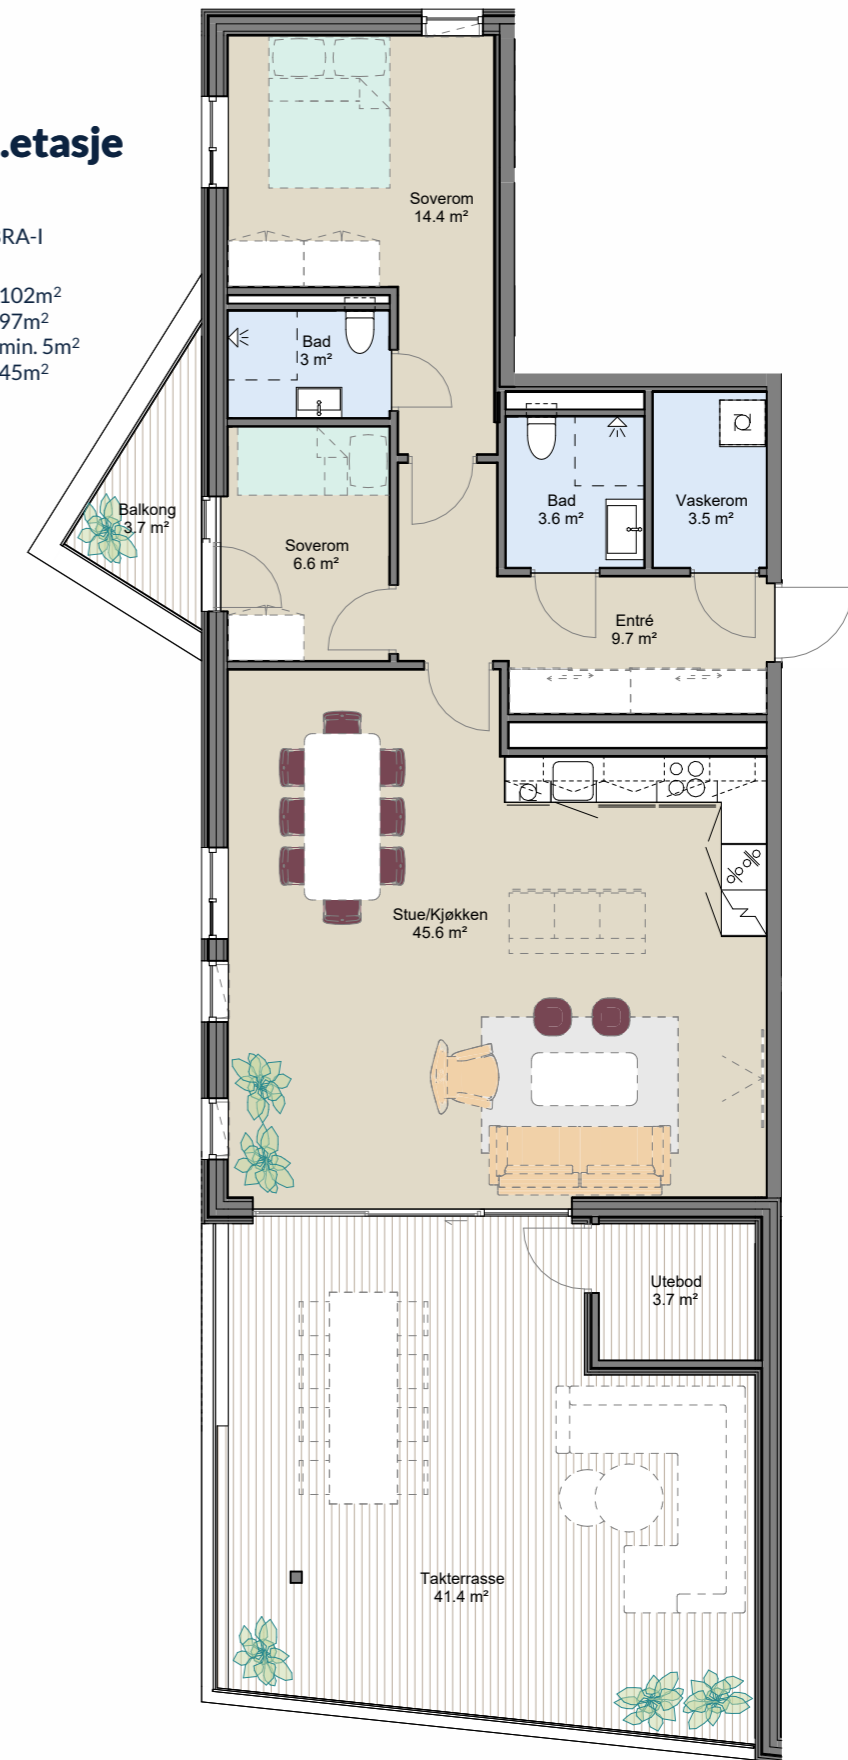 .etasje
BRA-I
102m²
97m²
min. 5m²
45m²
Soverom
14.4 m²
Bad
3 m²
Balkong
3.7 m²
Soverom
6.6 m²
Bad
3.6 m²
Vaskerom
3.5 m²
Entré
9.7 m²
Stue/Kjøkken
45.6 m²
Utebod
3.7 m²
Takterrasse
41.4 m²